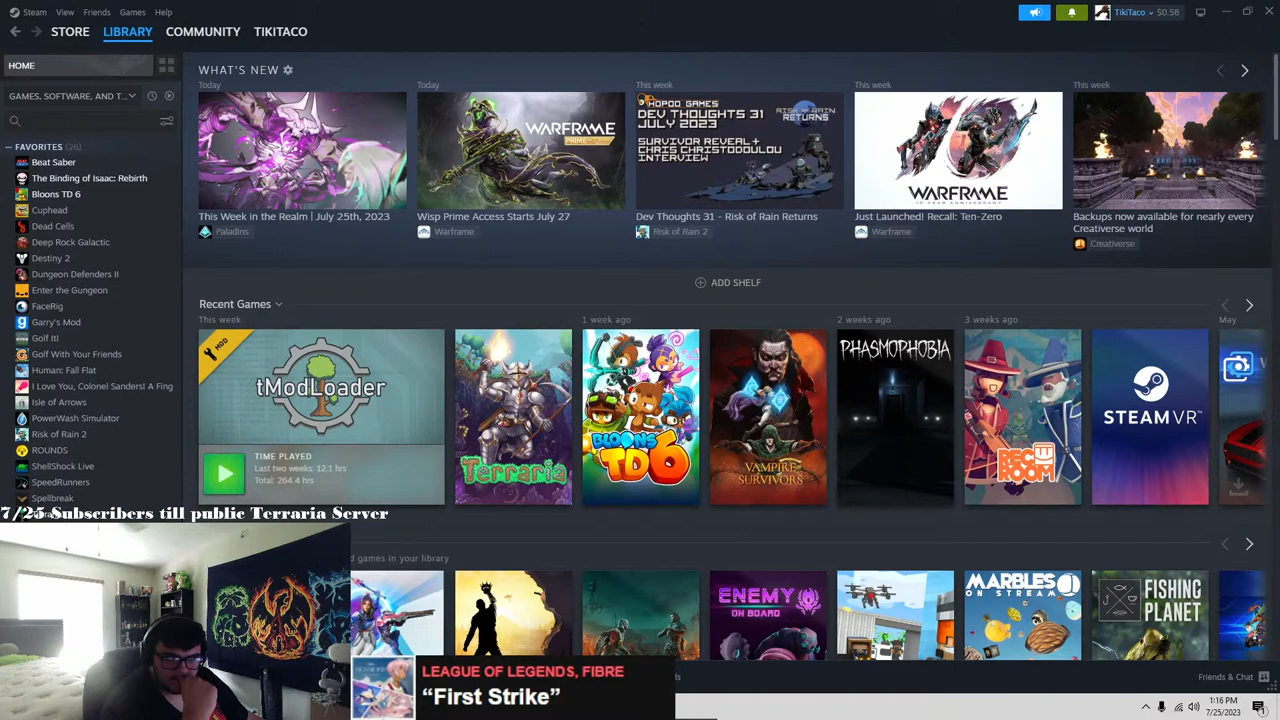 Steam View Friends Games Help
TikiTaco $0.58
STORE LIBRARY COMMUNITY TIKITACO
HOME
WHAT'S NEW
GAMES, SOFTWARE, AND T...
Today
Today
This week
This week
This week
HOPOO GAMES
DEV THOUGHTS 31
JULY 2023
SURVIVOR REVEAL +
CHRIS CHRISTODOULOU
INTERVIEW
RISK OF RAIN
RETURNS
WARFRAME
PRIME
WARFRAME
This Week in the Realm | July 25th, 2023
Paladins
Wisp Prime Access Starts July 27
Warframe
Dev Thoughts 31 - Risk of Rain Returns
Risk of Rain 2
Just Launched! Recall: Ten-Zero
Warframe
Backups now available for nearly every
Creativerse world
Creativerse
FAVORITES (26)
Beat Saber
The Binding of Isaac: Rebirth
Bloons TD 6
Cuphead
Dead Cells
Deep Rock Galactic
Destiny 2
Dungeon Defenders II
Enter the Gungeon
FaceRig
Garry's Mod
Golf It!
Golf With Your Friends
Human: Fall Flat
I Love You, Colonel Sanders! A Fing
Isle of Arrows
PowerWash Simulator
Risk of Rain 2
ROUNDS
ShellShock Live
SpeedRunners
Spellbreak
ADD SHELF
Recent Games
This week
1 week ago
2 weeks ago
3 weeks ago
May
MOD
tModLoader
TIME PLAYED
Last two weeks: 12.1 hrs
Total: 264.4 hrs
Terraria
BLOONS
TD6
VAMPIRE
SURVIVORS
PHASMOPHOBIA
REC
ROOM
STEAMVR™
7/25 Subscribers till public Terraria Server
d games in your library
ENEMY
ON BOARD
MARBLES
ON STREAM
FISHING
PLANET
LEAGUE OF LEGENDS, FIBRE
“First Strike”
Friends & Chat
1:16 PM
7/25/2023